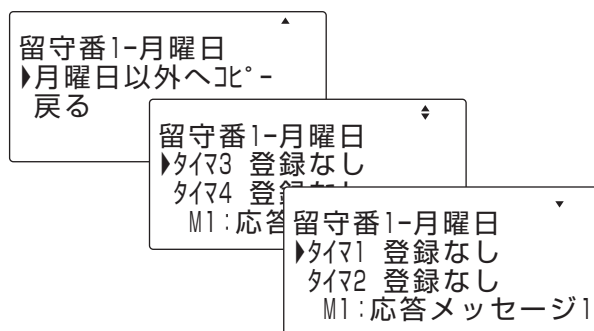 留守番1-月曜日
▶月曜日以外へｺﾋﾟｰ
戻る
留守番1-月曜日
▶ﾀｲﾏ3 登録なし
ﾀｲﾏ4 登
M1:応答
留守番1-月曜日
▶ﾀｲﾏ1 登録なし
ﾀｲﾏ2 登録なし
M1:応答メッセージ1